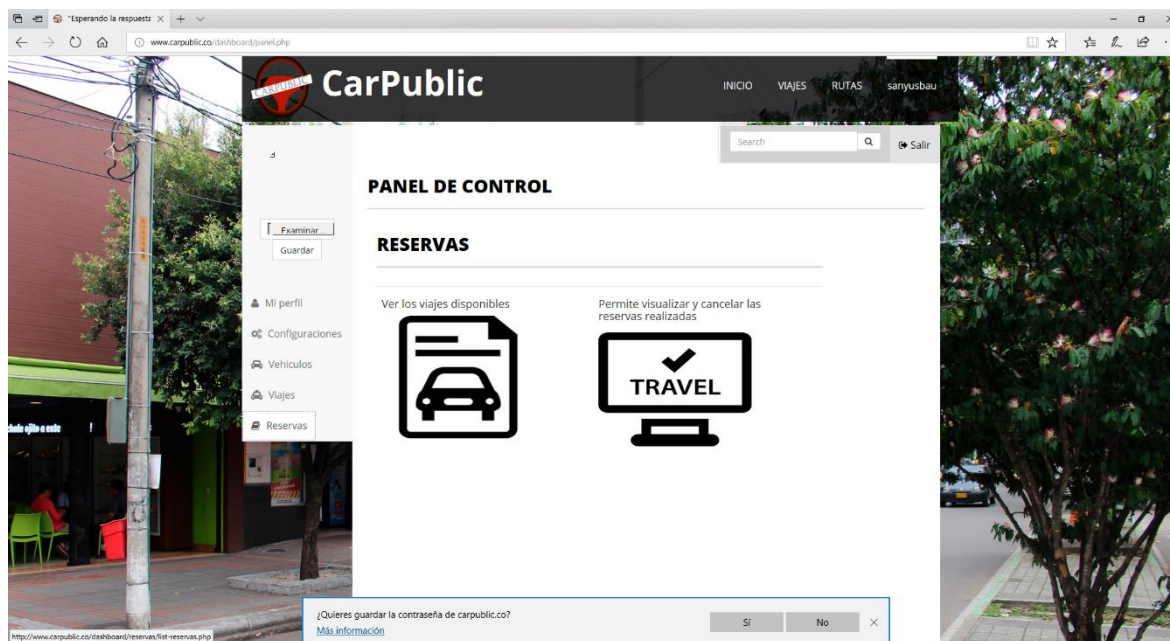 "Esperando la respuesta
www.carpublic.co/dashboard/panel.php
CARPUBLIC
CarPublic
INICIO VIAJES RUTAS sanyusbau
Search
Salir
PANEL DE CONTROL
Examinar...
Guardar
RESERVAS
Mi perfil
Configuraciones
Vehiculos
Viajes
Reservas
Ver los viajes disponibles
Permite visualizar y cancelar las
reservas realizadas
TRAVEL
ojito a este
¿Quieres guardar la contraseña de carpublic.co?
Más información
Sí No
http://www.carpublic.co/dashboard/reservas/list-reservas.php